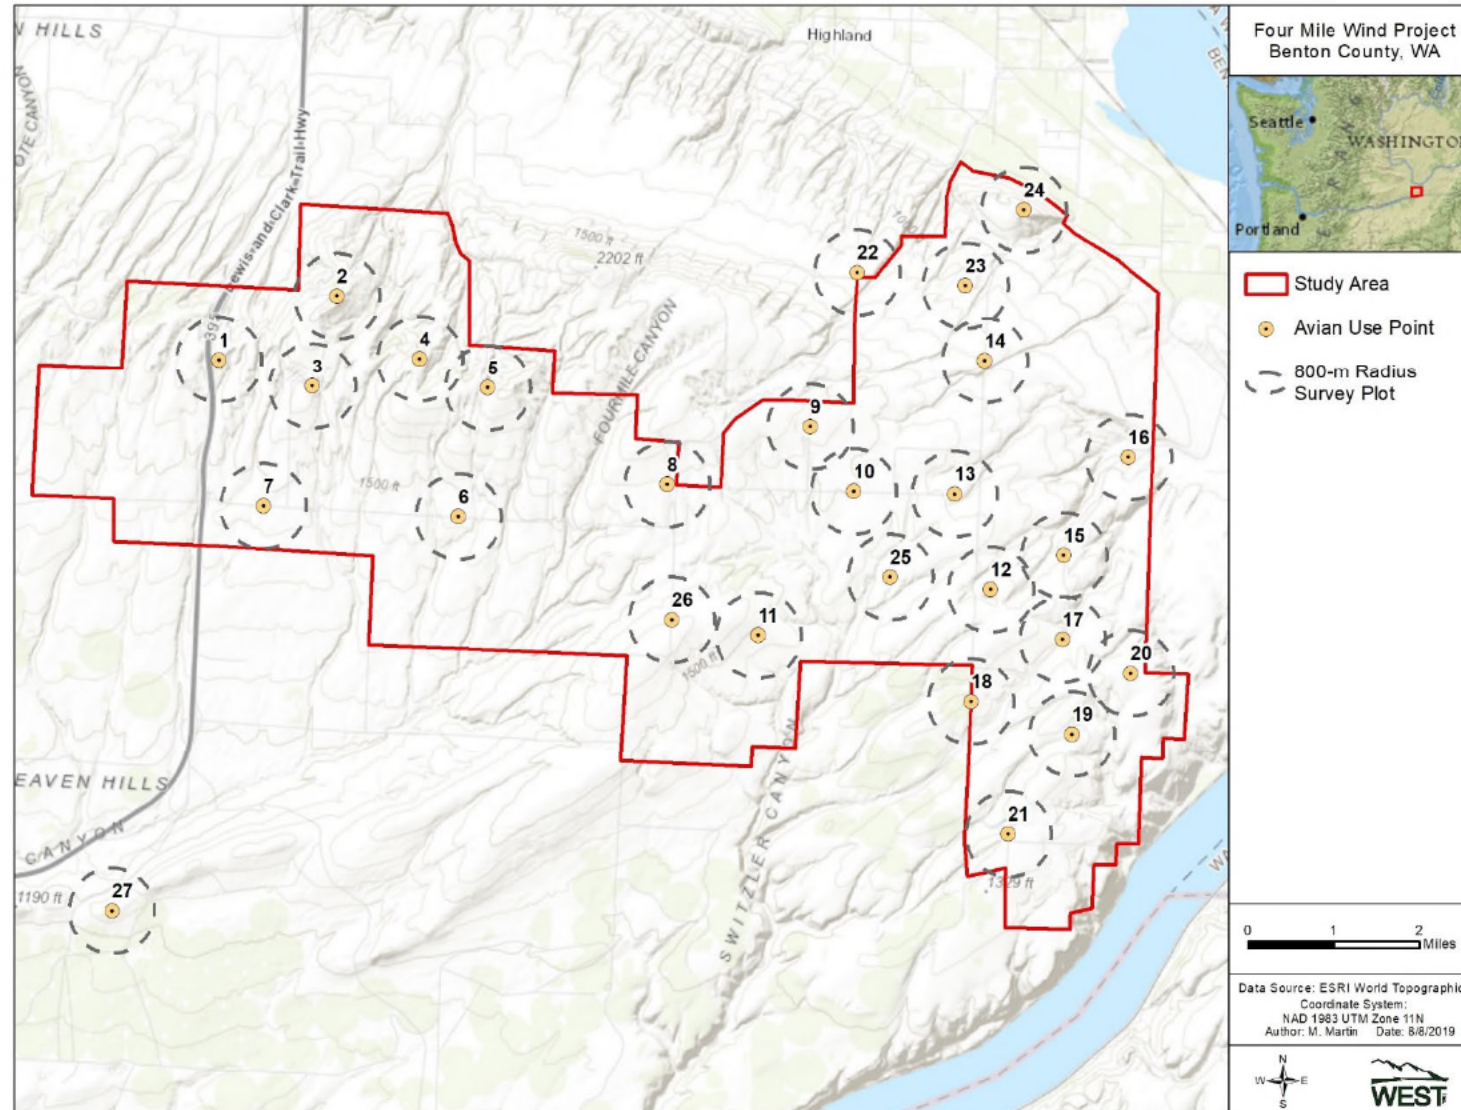 N HILLS
Highland
OTE CANYON
Lewis-and-Clark-Trail-Hwy
395
1500 ft
2202 ft
FOURMILE CANYON
1500 ft
1500 ft
SWITZLER CANYON
EAVEN HILLS
CANYON
1190 ft
1329 ft
WA
BEN
24
22
23
2
14
1
4
3
5
9
16
8
10
13
7
6
15
25
12
26
11
17
20
18
19
21
27
Four Mile Wind Project
Benton County, WA
Seattle
WASHINGTO
Portland
Study Area
Avian Use Point
800-m Radius
Survey Plot
0 1 2
Miles
Data Source: ESRI World Topographic
Coordinate System:
NAD 1983 UTM Zone 11N
Author: M. Martin Date: 8/8/2019
N
W E
S
WEST